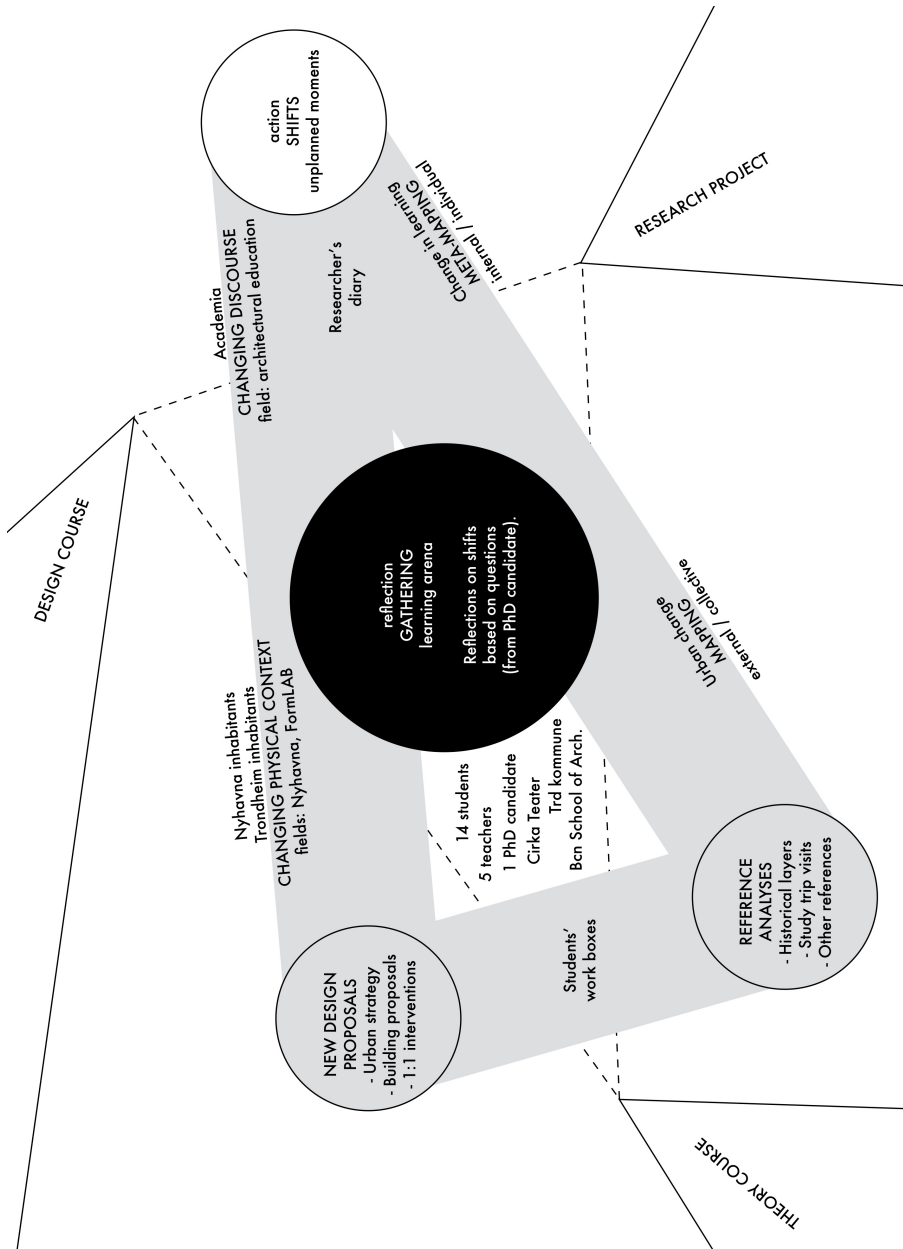 DESIGN COURSE
THEORY COURSE
RESEARCH PROJECT
NEW DESIGN
PROPOSALS
- Urban strategy
- Building proposals
- 1:1 interventions
Nyhavna inhabitants
Trondheim inhabitants
CHANGING PHYSICAL CONTEXT
fields: Nyhavna, FormLAB
Academia
CHANGING DISCOURSE
field: architectural education
action
SHIFTS
unplanned moments
Researcher's
diary
reflection
GATHERING
learning arena
Reflections on shifts
based on questions
(from PhD candidate).
14 students
5 teachers
1 PhD candidate
Cirka Teater
Trd kommune
Bcn School of Arch.
Students'
work boxes
REFERENCE
ANALYSES
- Historical layers
- Study trip visits
- Other references
Urban change
MAPPING
external / collective
Change in learning
META-MAPPING
internal / individual